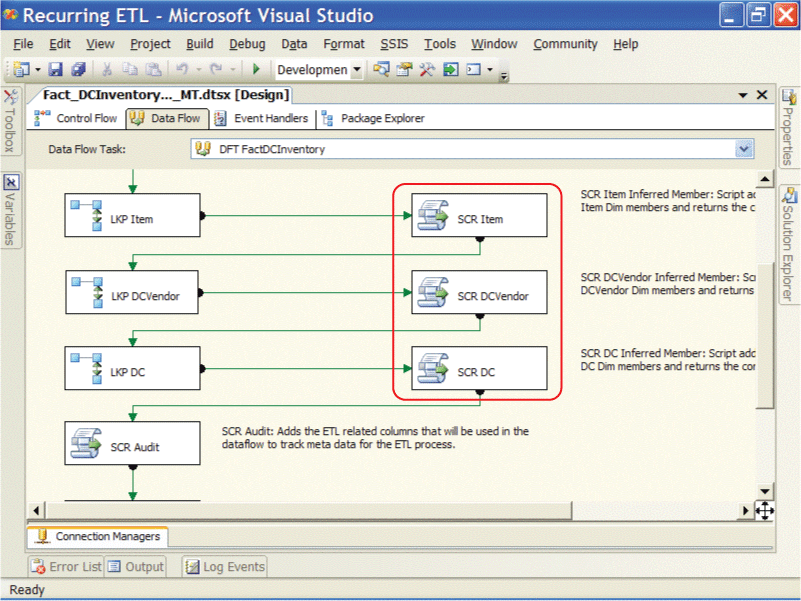 Recurring ETL - Microsoft Visual Studio
File Edit View Project Build Debug Data Format SSIS Tools Window Community Help
Developmen
Fact_DCInventory..._MT.dtsx [Design]
Control Flow Data Flow Event Handlers Package Explorer
Data Flow Task: DFT FactDCInventory
Toolbox
Variables
Properties
Solution Explorer
LKP Item
SCR Item
SCR Item Inferred Member: Script
Item Dim members and returns the
LKP DCVendor
SCR DCVendor
SCR DCVendor Inferred Member:
DCVendor Dim members and returns
LKP DC
SCR DC
SCR DC Inferred Member: Script
DC Dim members and returns the
SCR Audit
SCR Audit: Adds the ETL related columns that will be used in the
dataflow to track meta data for the ETL process.
Connection Managers
Error List Output Log Events
Ready